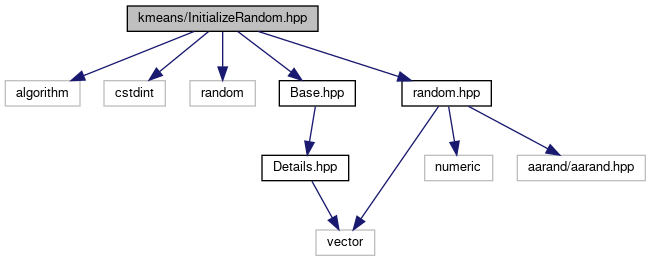 kmeans/InitializeRandom.hpp
algorithm
cstdint
random
Base.hpp
random.hpp
Details.hpp
numeric
aarand/aarand.hpp
vector